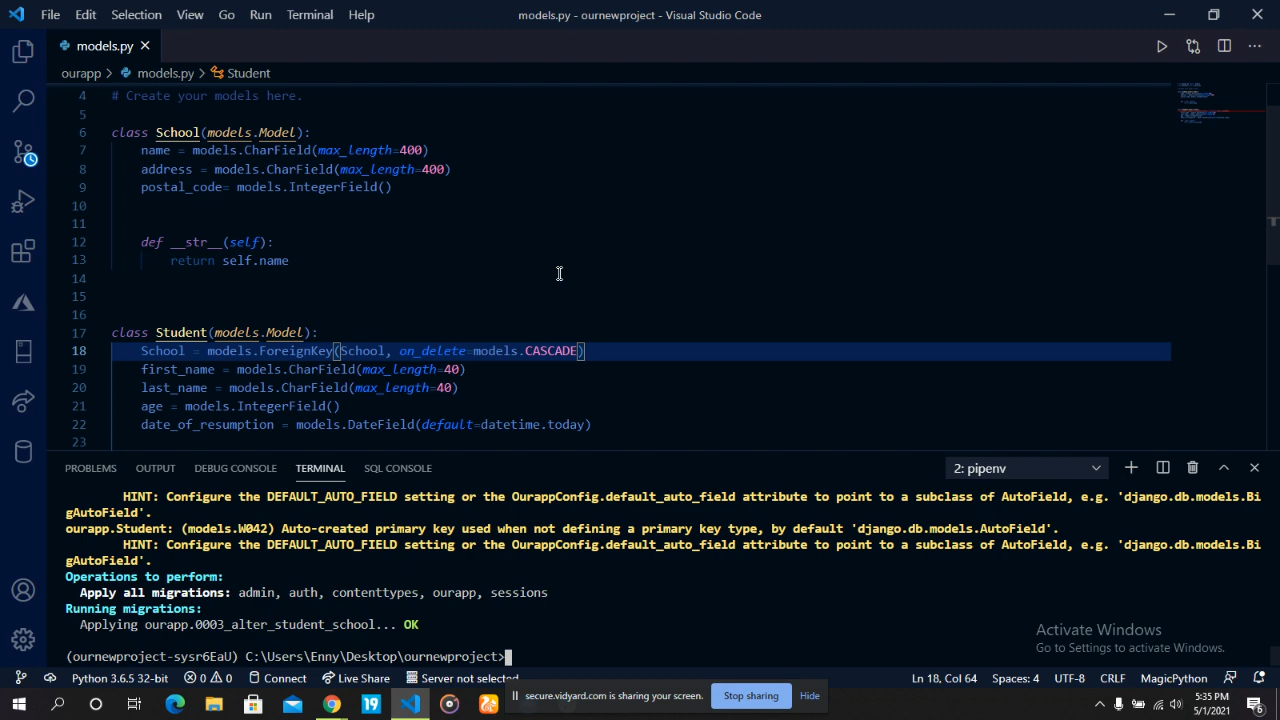 File Edit Selection View Go Run Terminal Help models.py - ournewproject - Visual Studio Code
models.py
ourapp > models.py > Student
4 # Create your models here.
5
6 class School(models.Model):
7 name = models.CharField(max_length=400)
8 address = models.CharField(max_length=400)
9 postal_code= models.IntegerField()
10
11
12 def __str__(self):
13 return self.name
14
15
16
17 class Student(models.Model):
18 School = models.ForeignKey(School, on_delete=models.CASCADE)
19 first_name = models.CharField(max_length=40)
20 last_name = models.CharField(max_length=40)
21 age = models.IntegerField()
22 date_of_resumption = models.DateField(default=datetime.today)
23
PROBLEMS OUTPUT DEBUG CONSOLE TERMINAL SQL CONSOLE 2: pipenv
HINT: Configure the DEFAULT_AUTO_FIELD setting or the OurappConfig.default_auto_field attribute to point to a subclass of AutoField, e.g. 'django.db.models.Bi
gAutoField'.
ourapp.Student: (models.W042) Auto-created primary key used when not defining a primary key type, by default 'django.db.models.AutoField'.
HINT: Configure the DEFAULT_AUTO_FIELD setting or the OurappConfig.default_auto_field attribute to point to a subclass of AutoField, e.g. 'django.db.models.Bi
gAutoField'.
Operations to perform:
Apply all migrations: admin, auth, contenttypes, ourapp, sessions
Running migrations:
Applying ourapp.0003_alter_student_school... OK
Activate Windows
Go to Settings to activate Windows.
(ournewproject-sysr6EaU) C:\Users\Enny\Desktop\ournewproject>
Python 3.6.5 32-bit 0 0 Connect Live Share Server not selected Ln 18, Col 64 Spaces: 4 UTF-8 CRLF MagicPython
secure.vidyard.com is sharing your screen. Stop sharing Hide
19
5:35 PM
5/1/2021
6